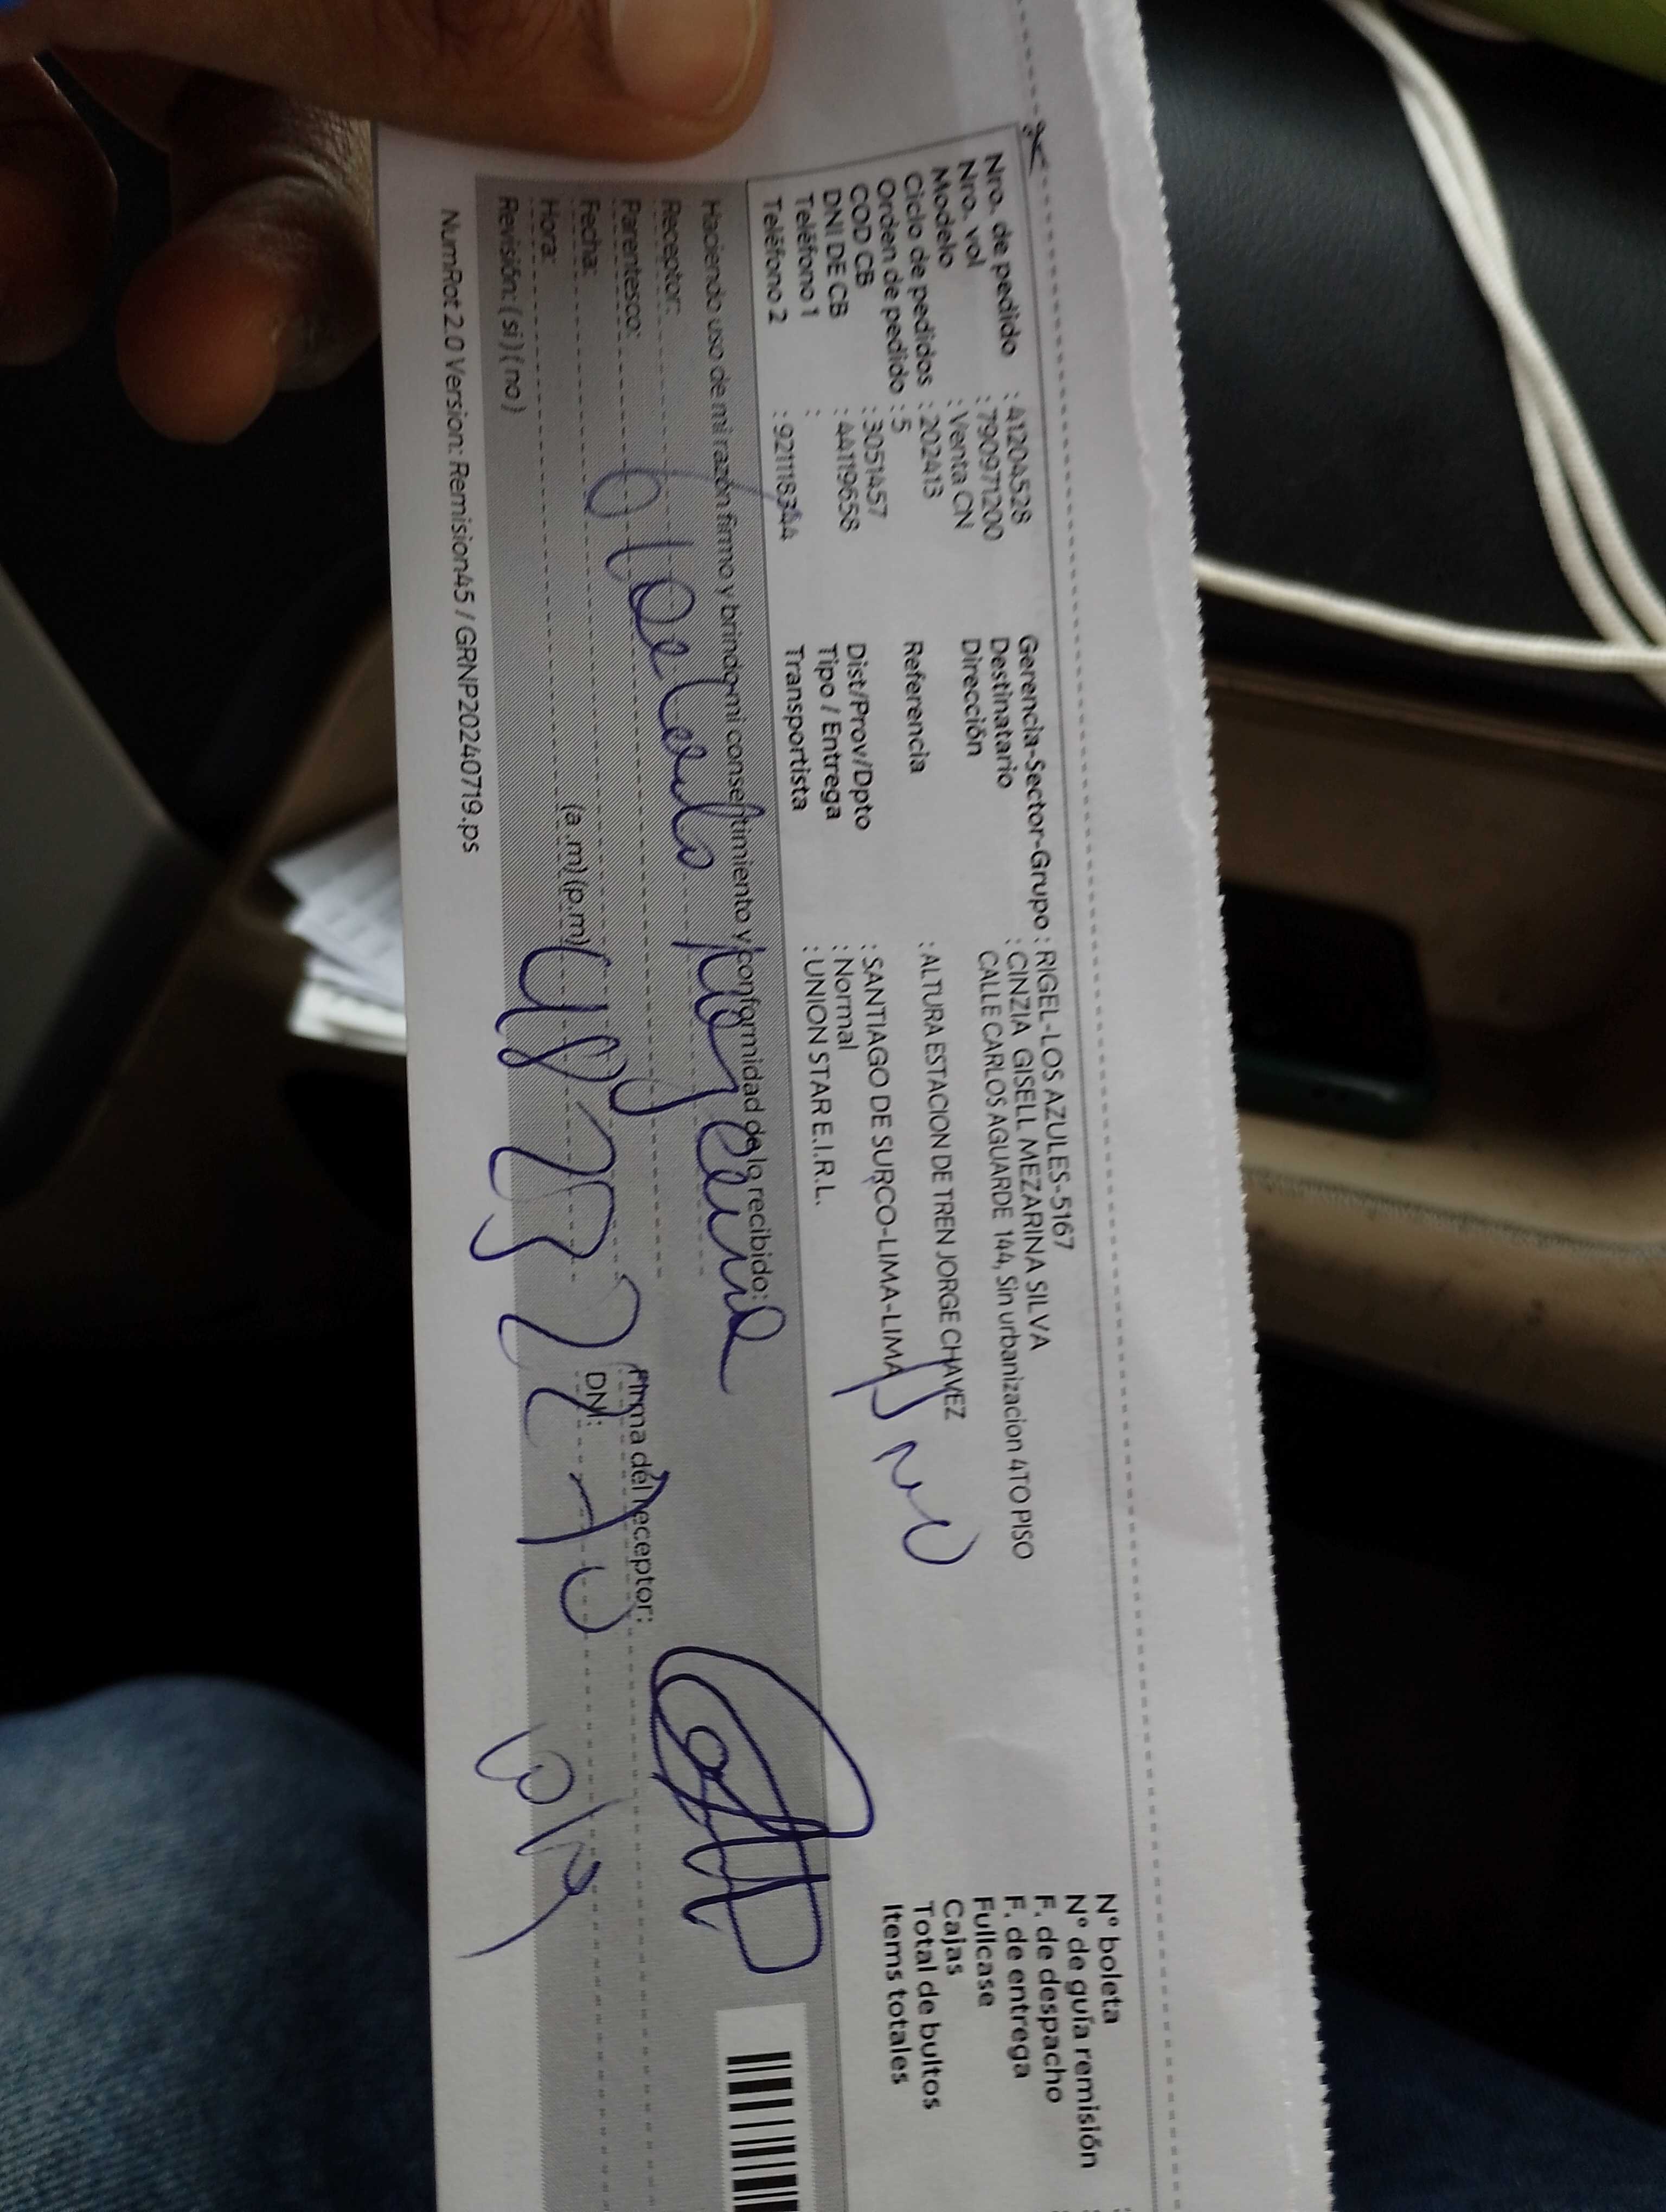 Nro. de pedido : 41204528
Nro. vol : 790971200
Modelo : Venta CN
Ciclo de pedidos : 202413
Orden de pedido : 5
COD CB : 3051457
DNI DE CB : 44119658
Teléfono 1 :
Teléfono 2 : 921118344
Gerencia-Sector-Grupo : RIGEL-LOS AZULES-5167
Destinatario : CINZIA GISELL MEZARINA SILVA
Dirección CALLE CARLOS AGUARDE 144, Sin urbanizacion 4TO PISO
Referencia : ALTURA ESTACION DE TREN JORGE CHAVEZ
Dist/Prov/Dpto : SANTIAGO DE SURCO-LIMA-LIMA
Tipo / Entrega : Normal
Transportista : UNION STAR E.I.R.L.
N° boleta
N° de guía remisión
F. de despacho
F. de entrega
Fullcase
Cajas
Total de bultos
Items totales
Haciendo uso de mi razón firmo y brindo mi consentimiento y conformidad de lo recibido:
Receptor:
Parentesco:
Fecha:
Hora: (a.m) (p.m)
Revisión: ( si ) ( no )
Firma del receptor:
DNI:
NumRot 2.0 Version: Remision45 / GRNP20240719.ps